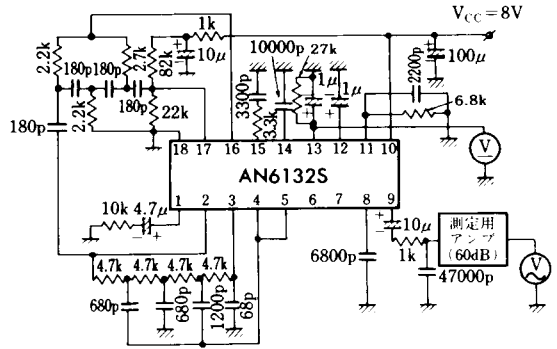 1k
V_CC = 8V
2.2k
2.7k
82k
+
−
10μ
10000p
27k
+
−
100μ
180p
180p
180p
3300p
1μ
+
−
1μ
+
−
2200p
6.8k
2.2k
22k
3.3k
180p
V
−
18 17 16 15 14 13 12 11 10
AN6132S
1 2 3 4 5 6 7 8 9
10k
4.7μ
−
+
+
−
10μ
測定用
アンプ
(60dB)
1k
V
4.7k
4.7k
4.7k
4.7k
6800p
47000p
680p
680p
1200p
68p